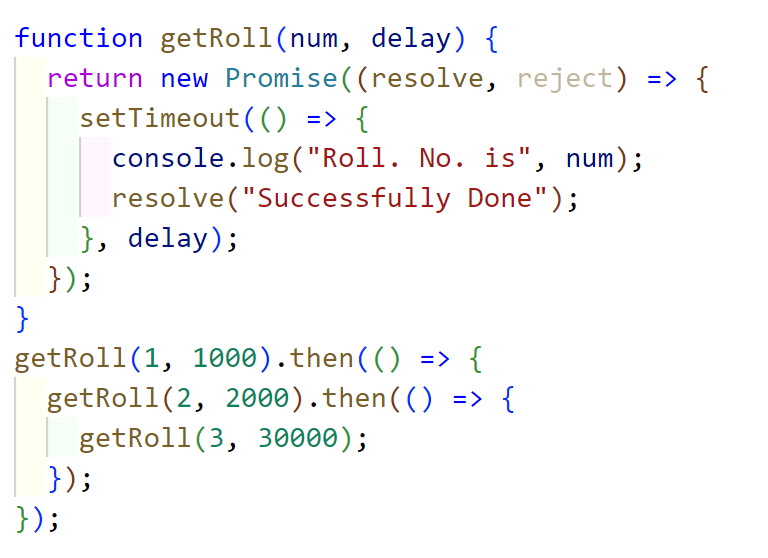 function getRoll(num, delay) {
  return new Promise((resolve, reject) => {
    setTimeout(() => {
      console.log("Roll. No. is", num);
      resolve("Successfully Done");
    }, delay);
  });
}
getRoll(1, 1000).then(() => {
  getRoll(2, 2000).then(() => {
    getRoll(3, 30000);
  });
});